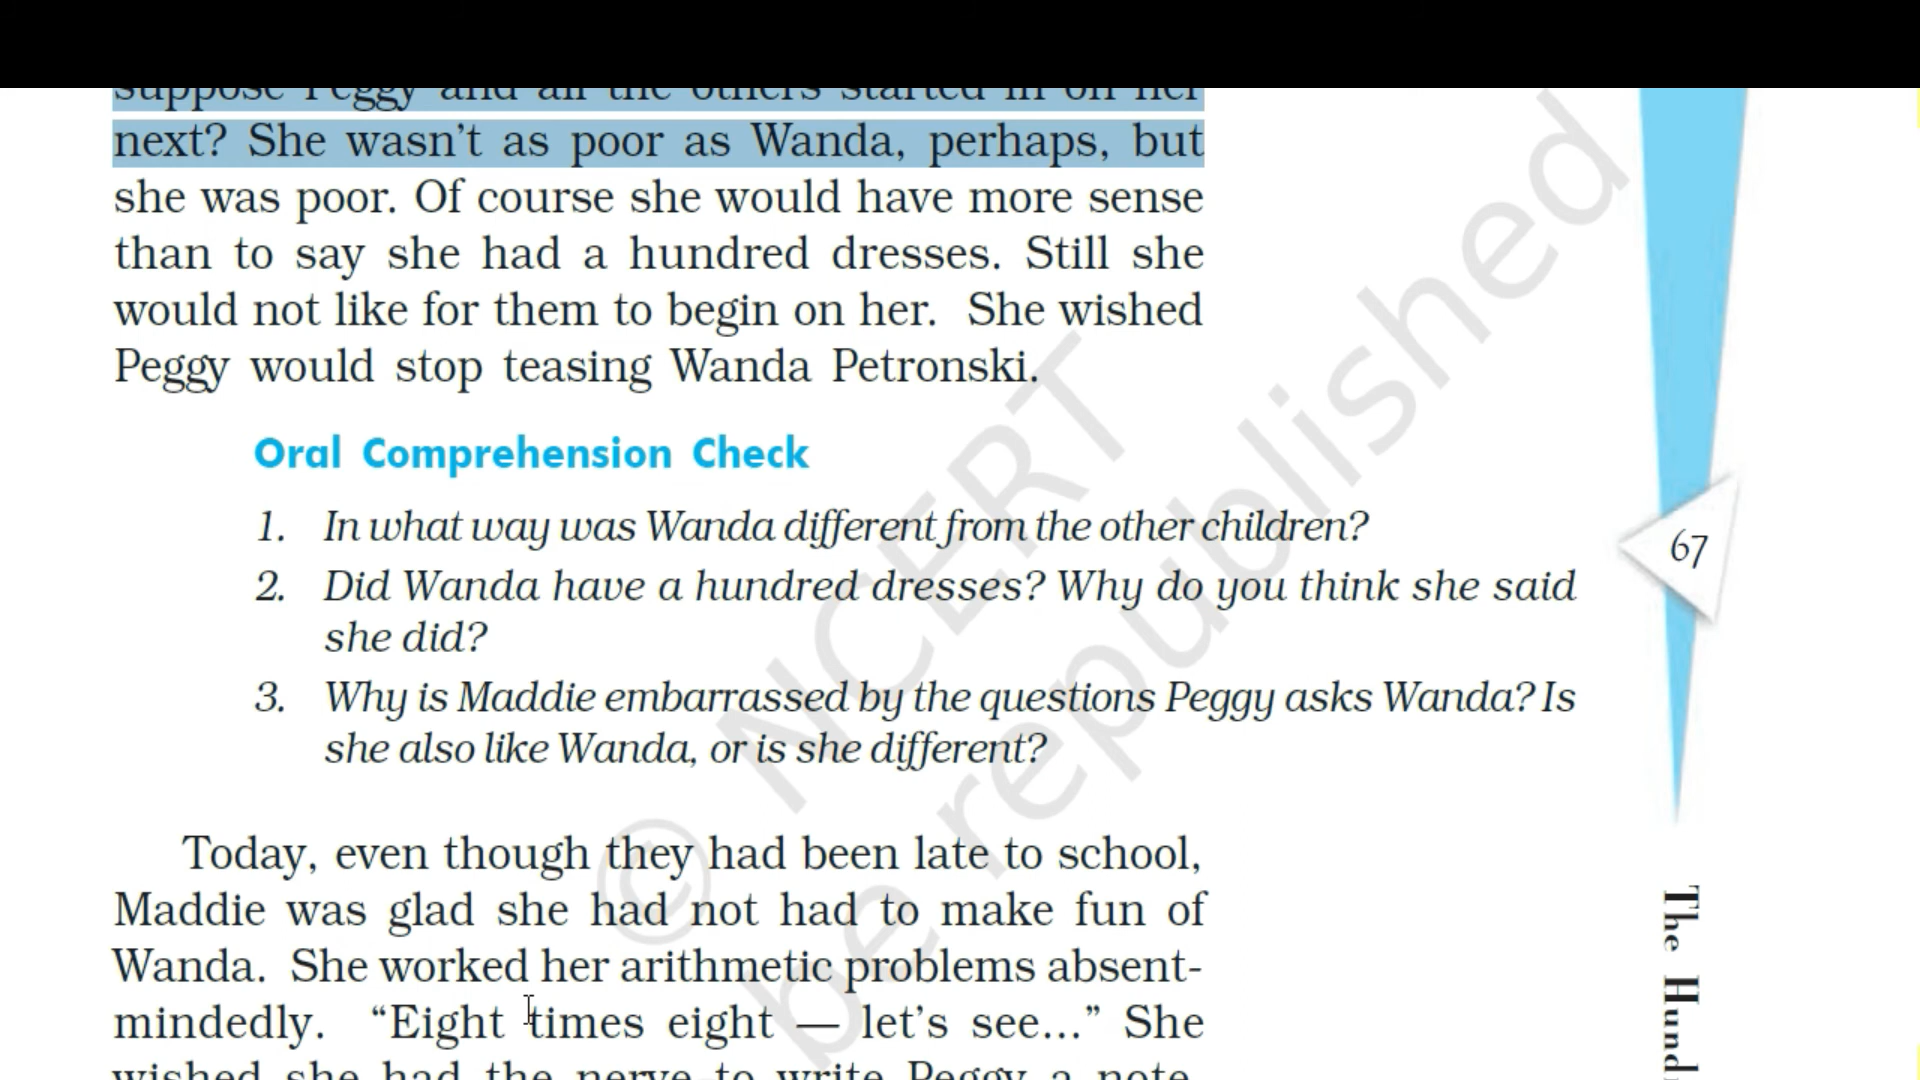 suppose Peggy and all the others started in on her
next? She wasn't as poor as Wanda, perhaps, but
she was poor. Of course she would have more sense
than to say she had a hundred dresses. Still she
would not like for them to begin on her. She wished
Peggy would stop teasing Wanda Petronski.
Oral Comprehension Check
1. In what way was Wanda different from the other children?
2. Did Wanda have a hundred dresses? Why do you think she said
she did?
3. Why is Maddie embarrassed by the questions Peggy asks Wanda? Is
she also like Wanda, or is she different?
67
Today, even though they had been late to school,
Maddie was glad she had not had to make fun of
Wanda. She worked her arithmetic problems absent-
mindedly. “Eight times eight — let's see...” She
wished she had the nerve to write Peggy a note,
The Hund
© NCERT
be republished